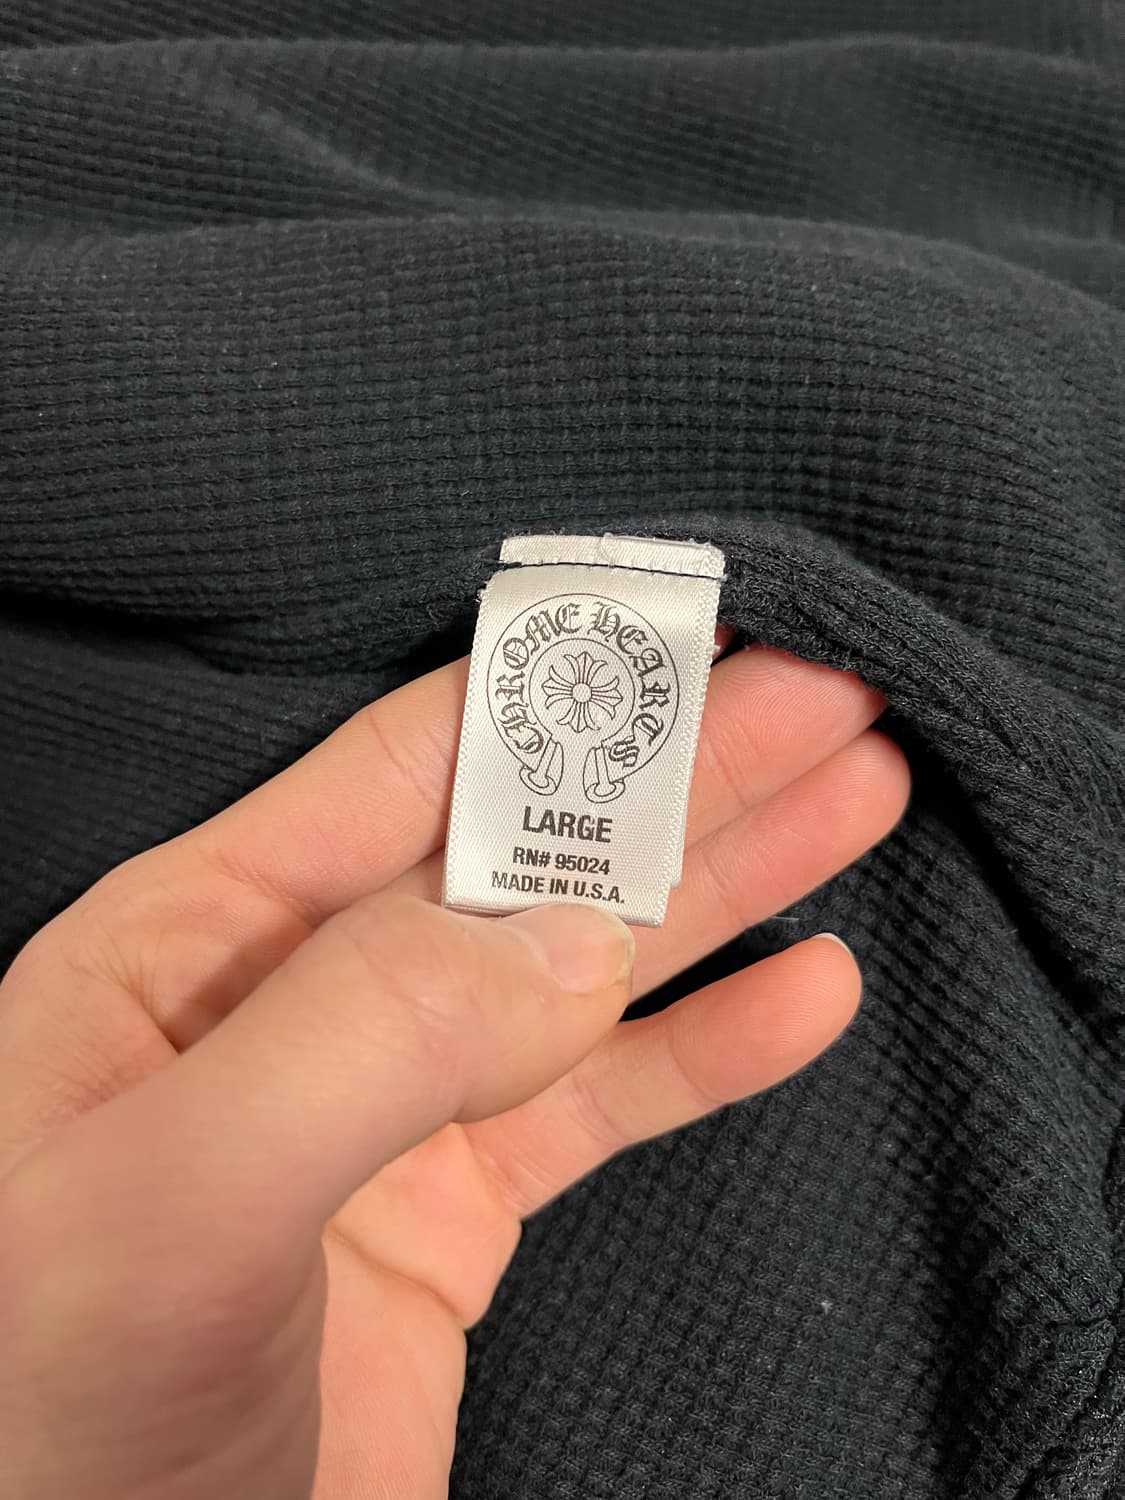 CHROME HEARTS
LARGE
RN# 95024
MADE IN U.S.A.